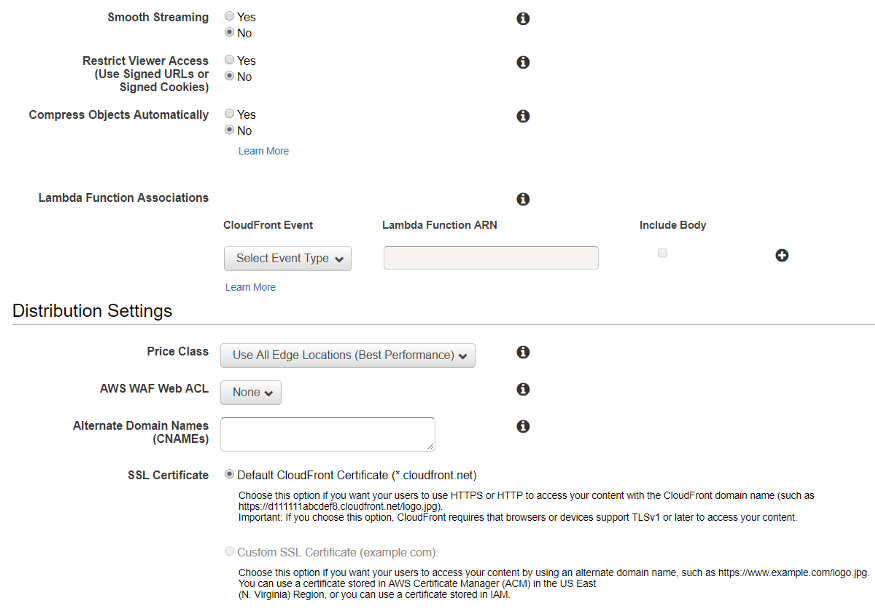 Smooth Streaming
Yes
No
Restrict Viewer Access
(Use Signed URLs or
Signed Cookies)
Yes
No
Compress Objects Automatically
Yes
No
Learn More
Lambda Function Associations
CloudFront Event
Lambda Function ARN
Include Body
Select Event Type
Learn More
Distribution Settings
Price Class
Use All Edge Locations (Best Performance)
AWS WAF Web ACL
None
Alternate Domain Names
(CNAMEs)
SSL Certificate
Default CloudFront Certificate (*.cloudfront.net)
Choose this option if you want your users to use HTTPS or HTTP to access your content with the CloudFront domain name (such as
https://d111111abcdef8.cloudfront.net/logo.jpg).
Important: If you choose this option, CloudFront requires that browsers or devices support TLSv1 or later to access your content.
Custom SSL Certificate (example.com):
Choose this option if you want your users to access your content by using an alternate domain name, such as https://www.example.com/logo.jpg.
You can use a certificate stored in AWS Certificate Manager (ACM) in the US East
(N. Virginia) Region, or you can use a certificate stored in IAM.